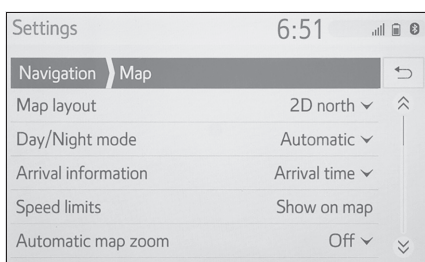 Settings 6:51
Navigation Map
Map layout 2D north
Day/Night mode Automatic
Arrival information Arrival time
Speed limits Show on map
Automatic map zoom Off